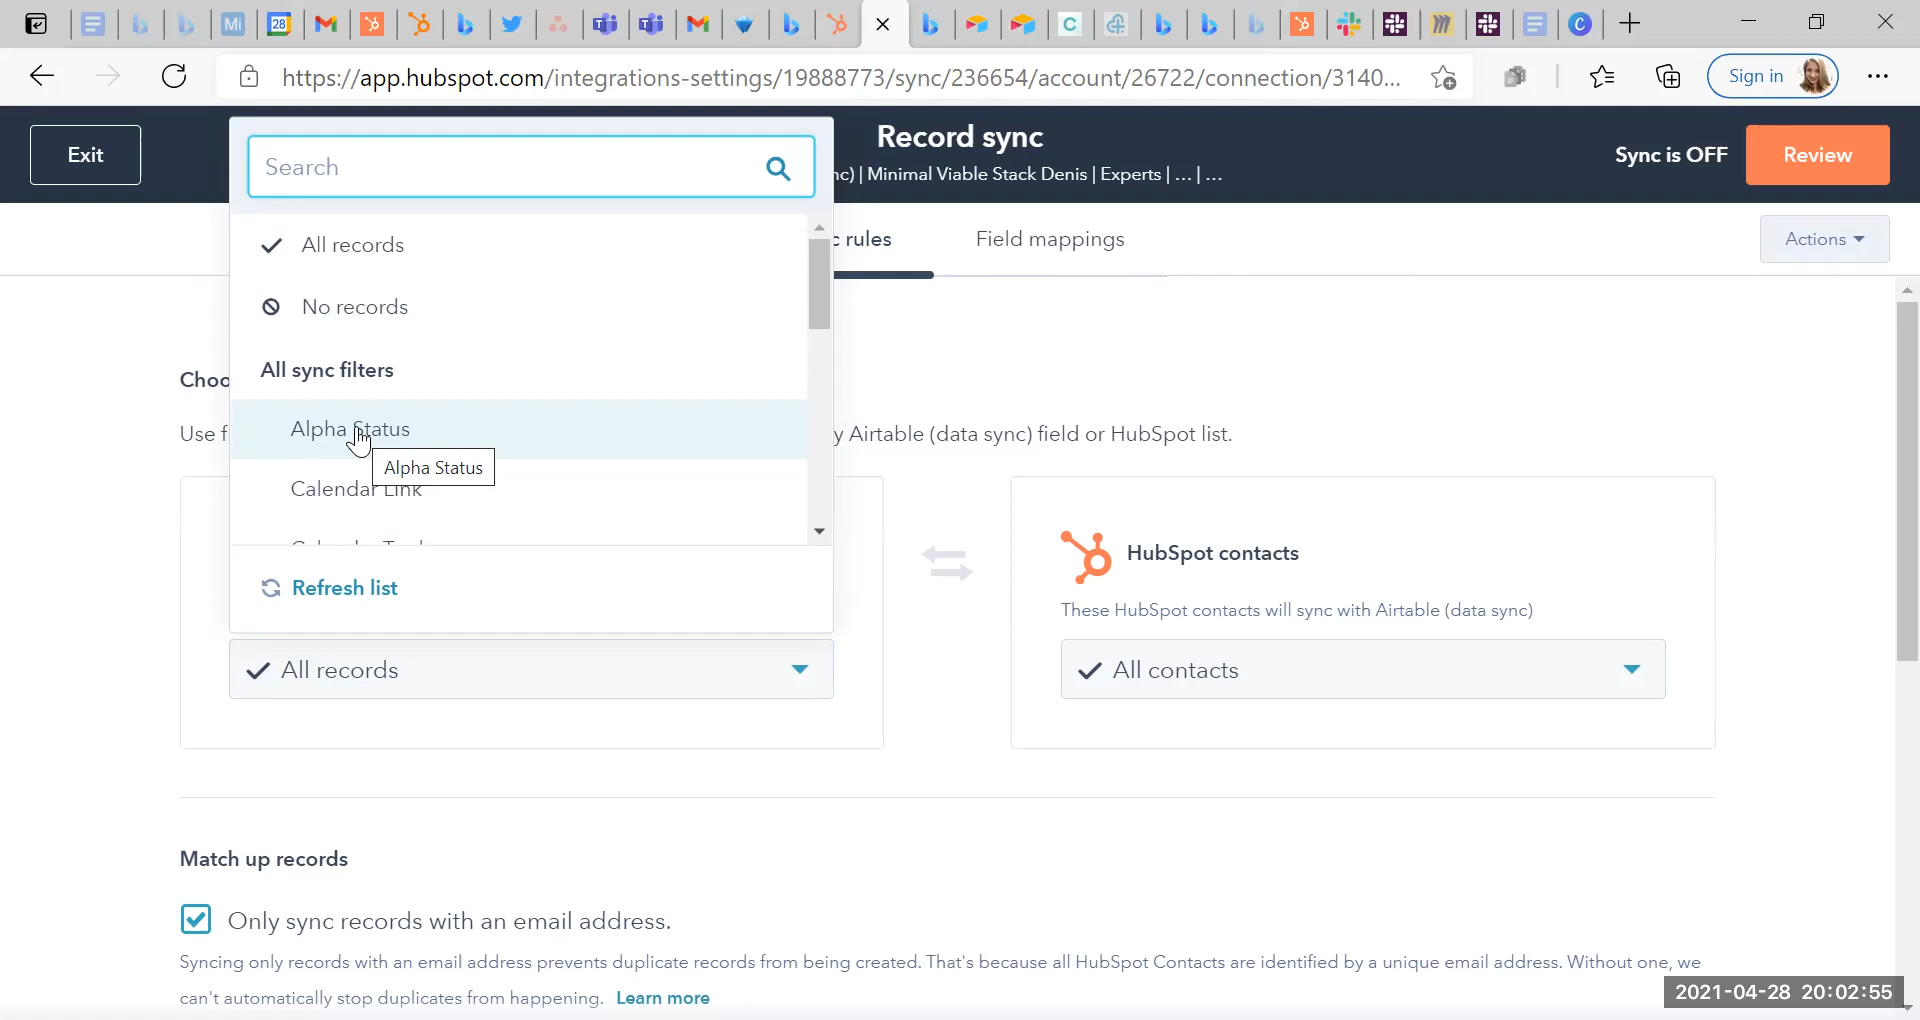 Mi
28
C
m
C
https://app.hubspot.com/integrations-settings/19888773/sync/236654/account/26722/connection/3140...
Sign in
Exit
Search
Record sync
nc) | Minimal Viable Stack Denis | Experts | ... | ...
Sync is OFF
Review
All records
No records
All sync filters
Alpha Status
Alpha Status
Calendar Link
Refresh list
c rules
Field mappings
Actions
Choo
Use f
y Airtable (data sync) field or HubSpot list.
HubSpot contacts
These HubSpot contacts will sync with Airtable (data sync)
All records
All contacts
Match up records
Only sync records with an email address.
Syncing only records with an email address prevents duplicate records from being created. That's because all HubSpot Contacts are identified by a unique email address. Without one, we
can't automatically stop duplicates from happening. Learn more
2021-04-28 20:02:55